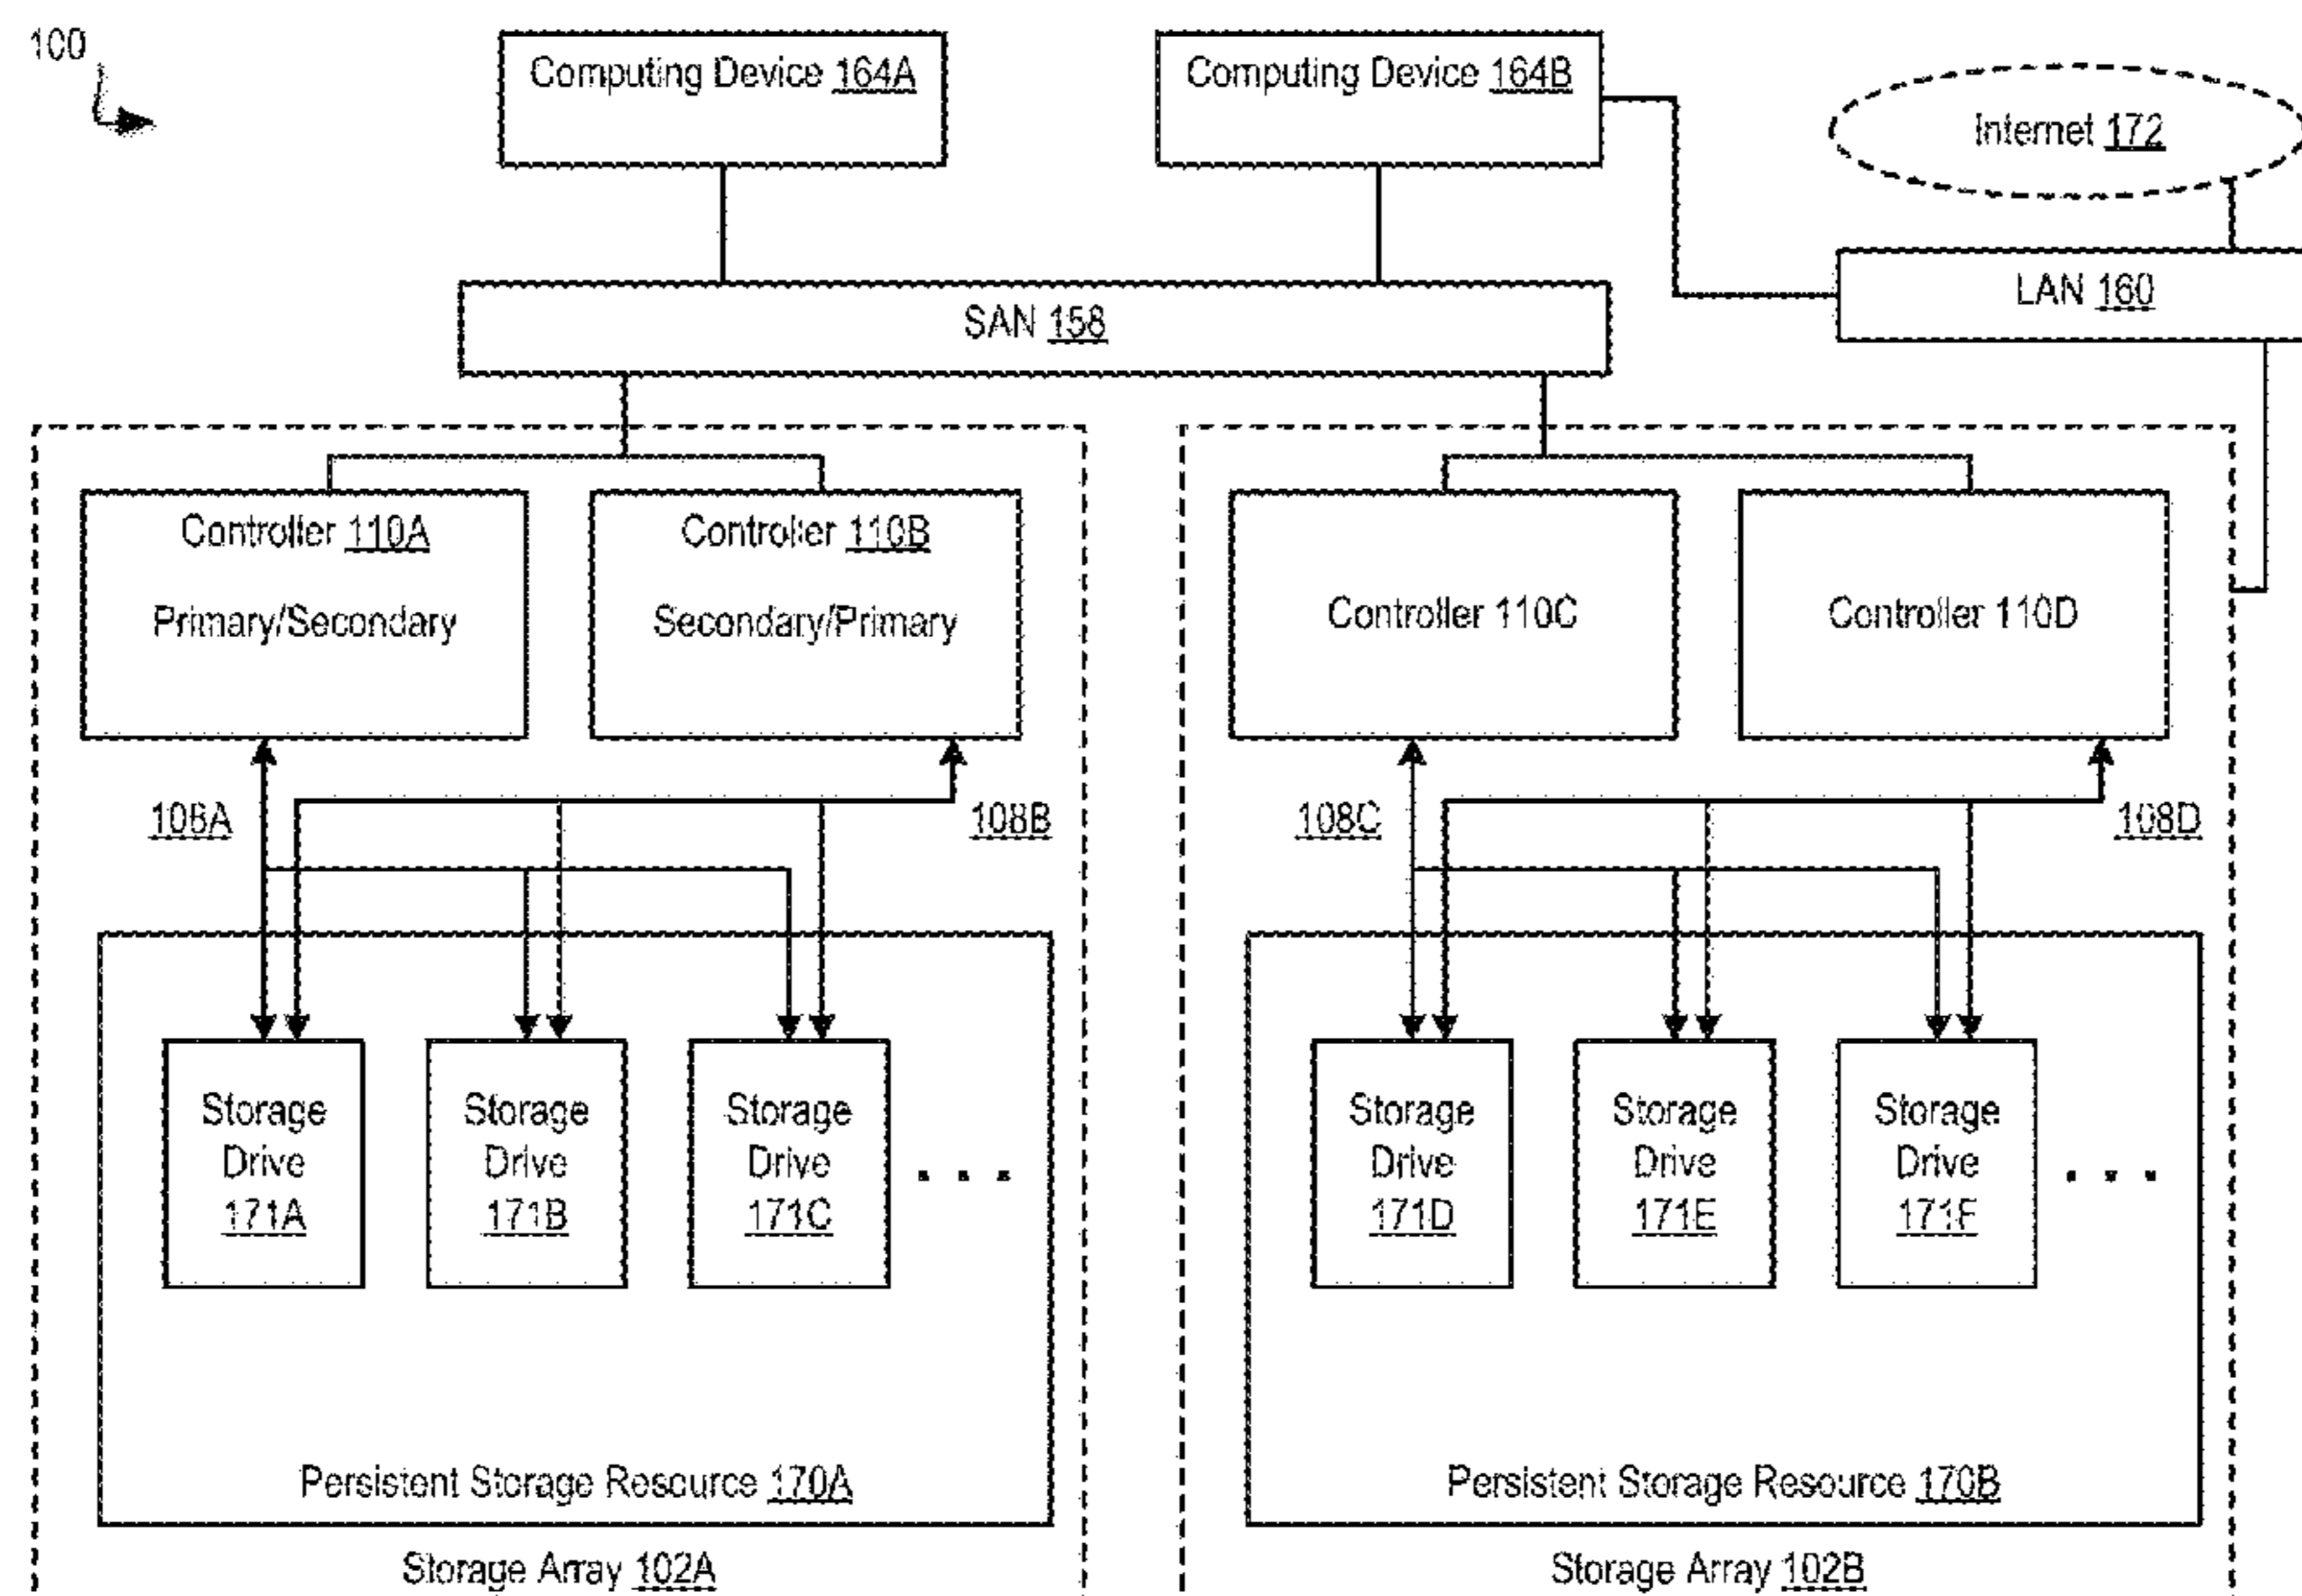 100
Computing Device 164A
Computing Device 164B
Internet 172
LAN 160
SAN 158
Controller 110A
Primary/Secondary
Controller 110B
Secondary/Primary
Controller 110C
Controller 110D
108A
108B
108C
108D
Storage
Drive
171A
Storage
Drive
171B
Storage
Drive
171C
. . .
Storage
Drive
171D
Storage
Drive
171E
Storage
Drive
171F
. . .
Persistent Storage Resource 170A
Persistent Storage Resource 170B
Storage Array 102A
Storage Array 102B